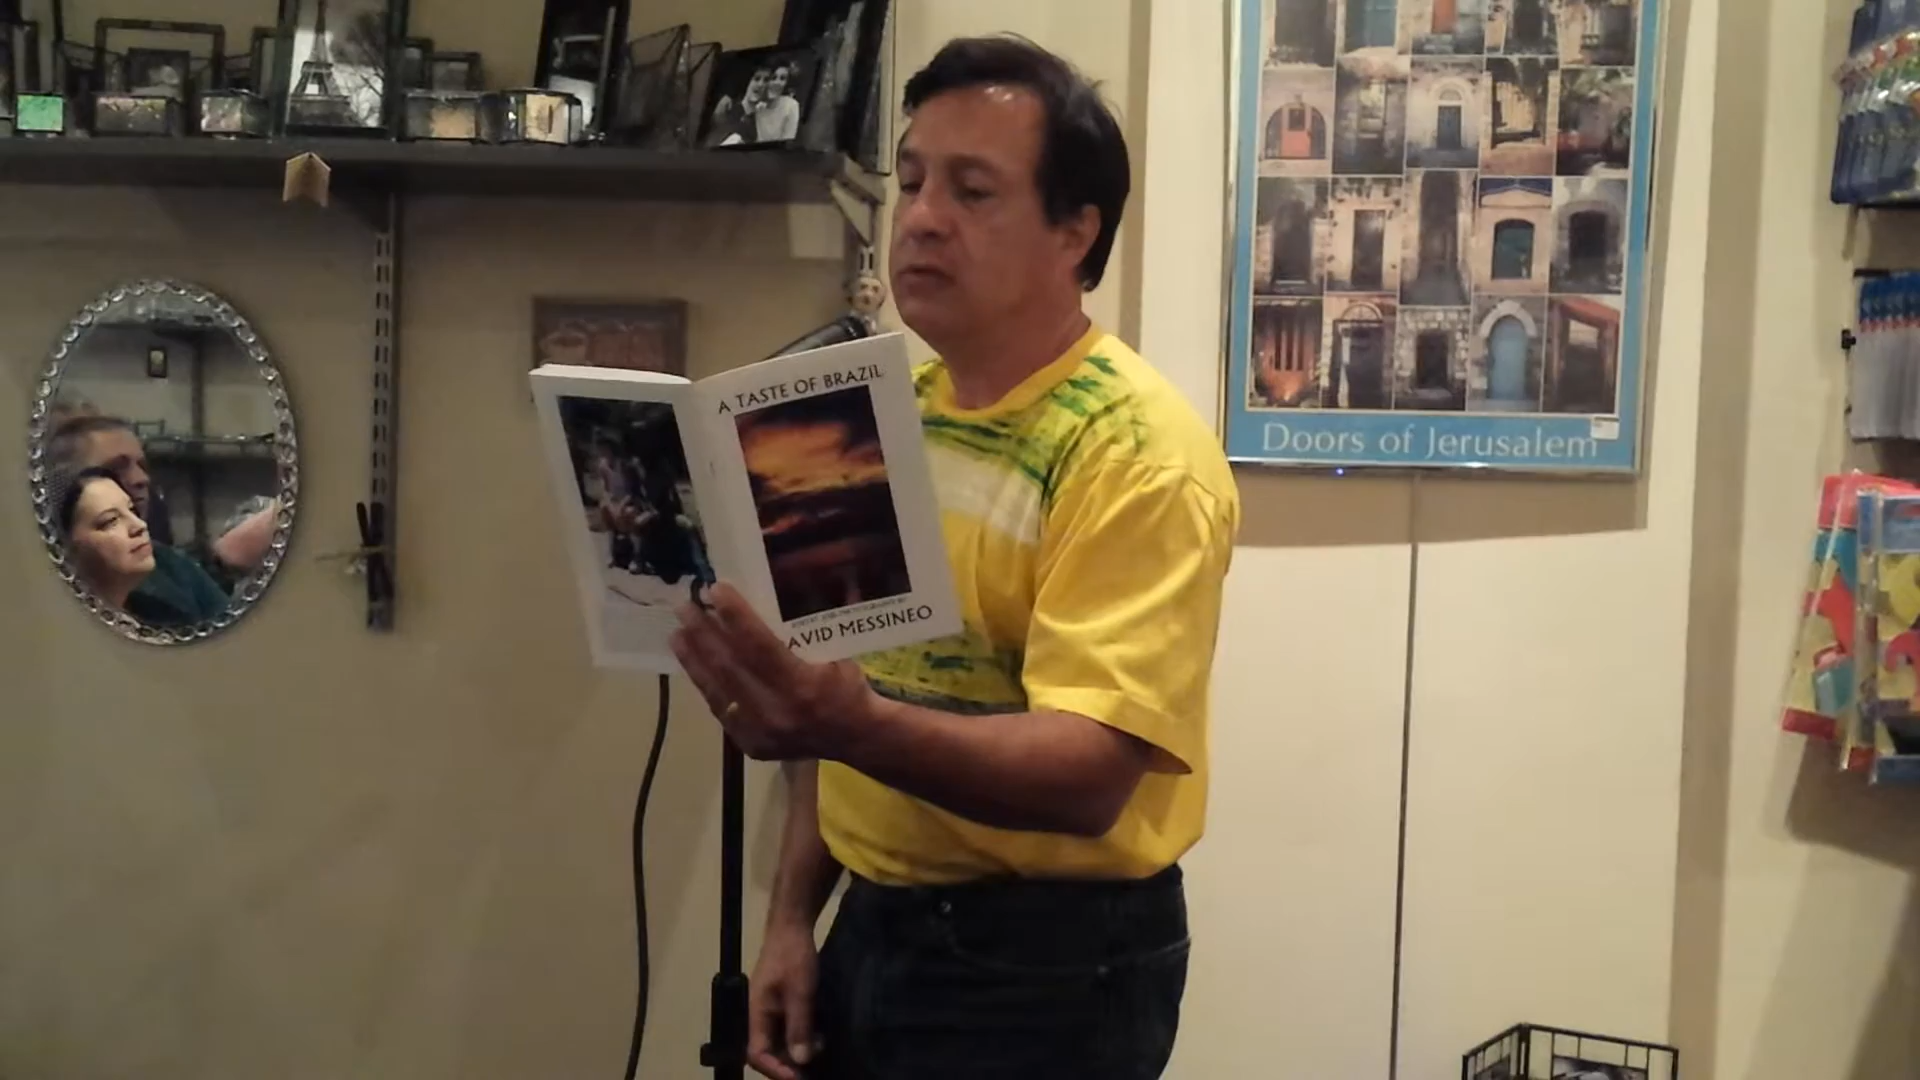 A TASTE OF BRAZIL
AVID MESSINEO
Doors of Jerusalem